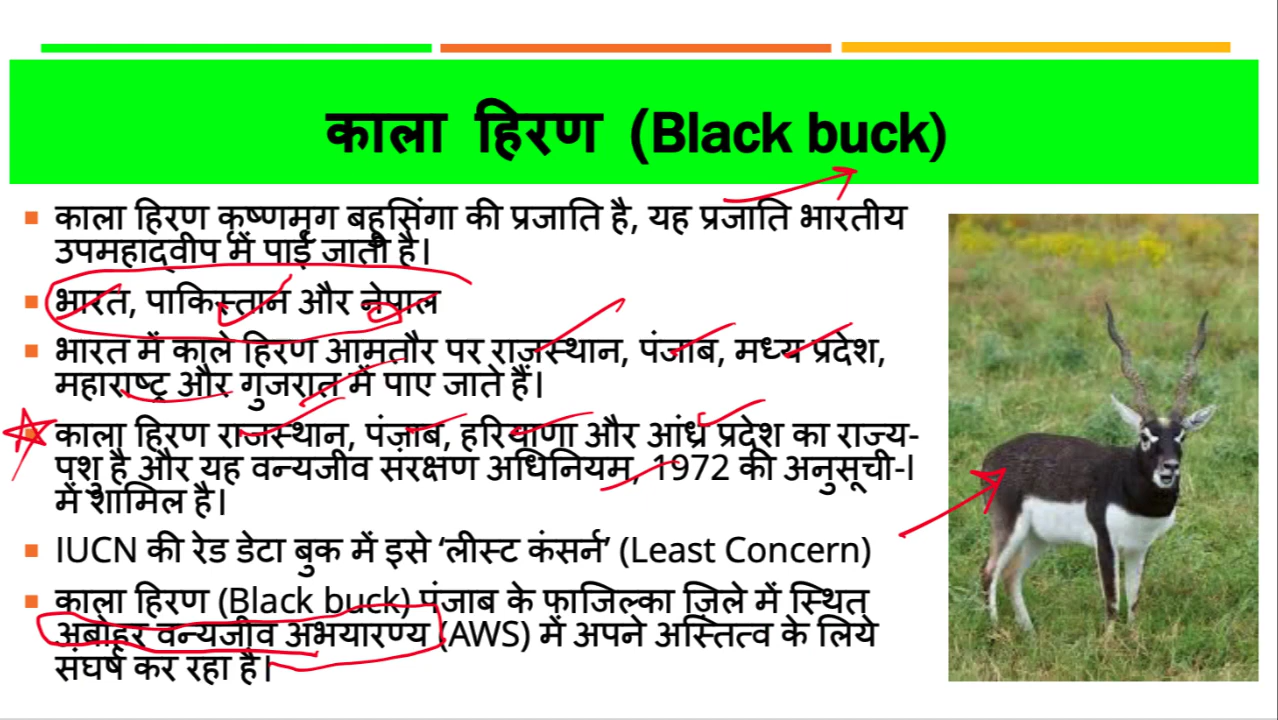 काला हिरण (Black buck)
काला हिरण कृष्णमृग बहूसिंगा की प्रजाति है, यह प्रजाति भारतीय
उपमहाद्वीप में पाई जाती है।
भारत, पाकिस्तान और नेपाल
भारत में काले हिरण आमतौर पर राजस्थान, पंजाब, मध्य प्रदेश,
महाराष्ट्र और गुजरात में पाए जाते हैं।
काला हिरण राजस्थान, पंजाब, हरियाणा और आंध्र प्रदेश का राज्य-
पशु है और यह वन्यजीव संरक्षण अधिनियम, 1972 की अनुसूची-I
में शामिल है।
IUCN की रेड डेटा बुक में इसे ‘लीस्ट कंसर्न’ (Least Concern)
काला हिरण (Black buck) पंजाब के फाजिल्का ज़िले में स्थित
अबोहर वन्यजीव अभयारण्य (AWS) में अपने अस्तित्व के लिये
संघर्ष कर रहा है।